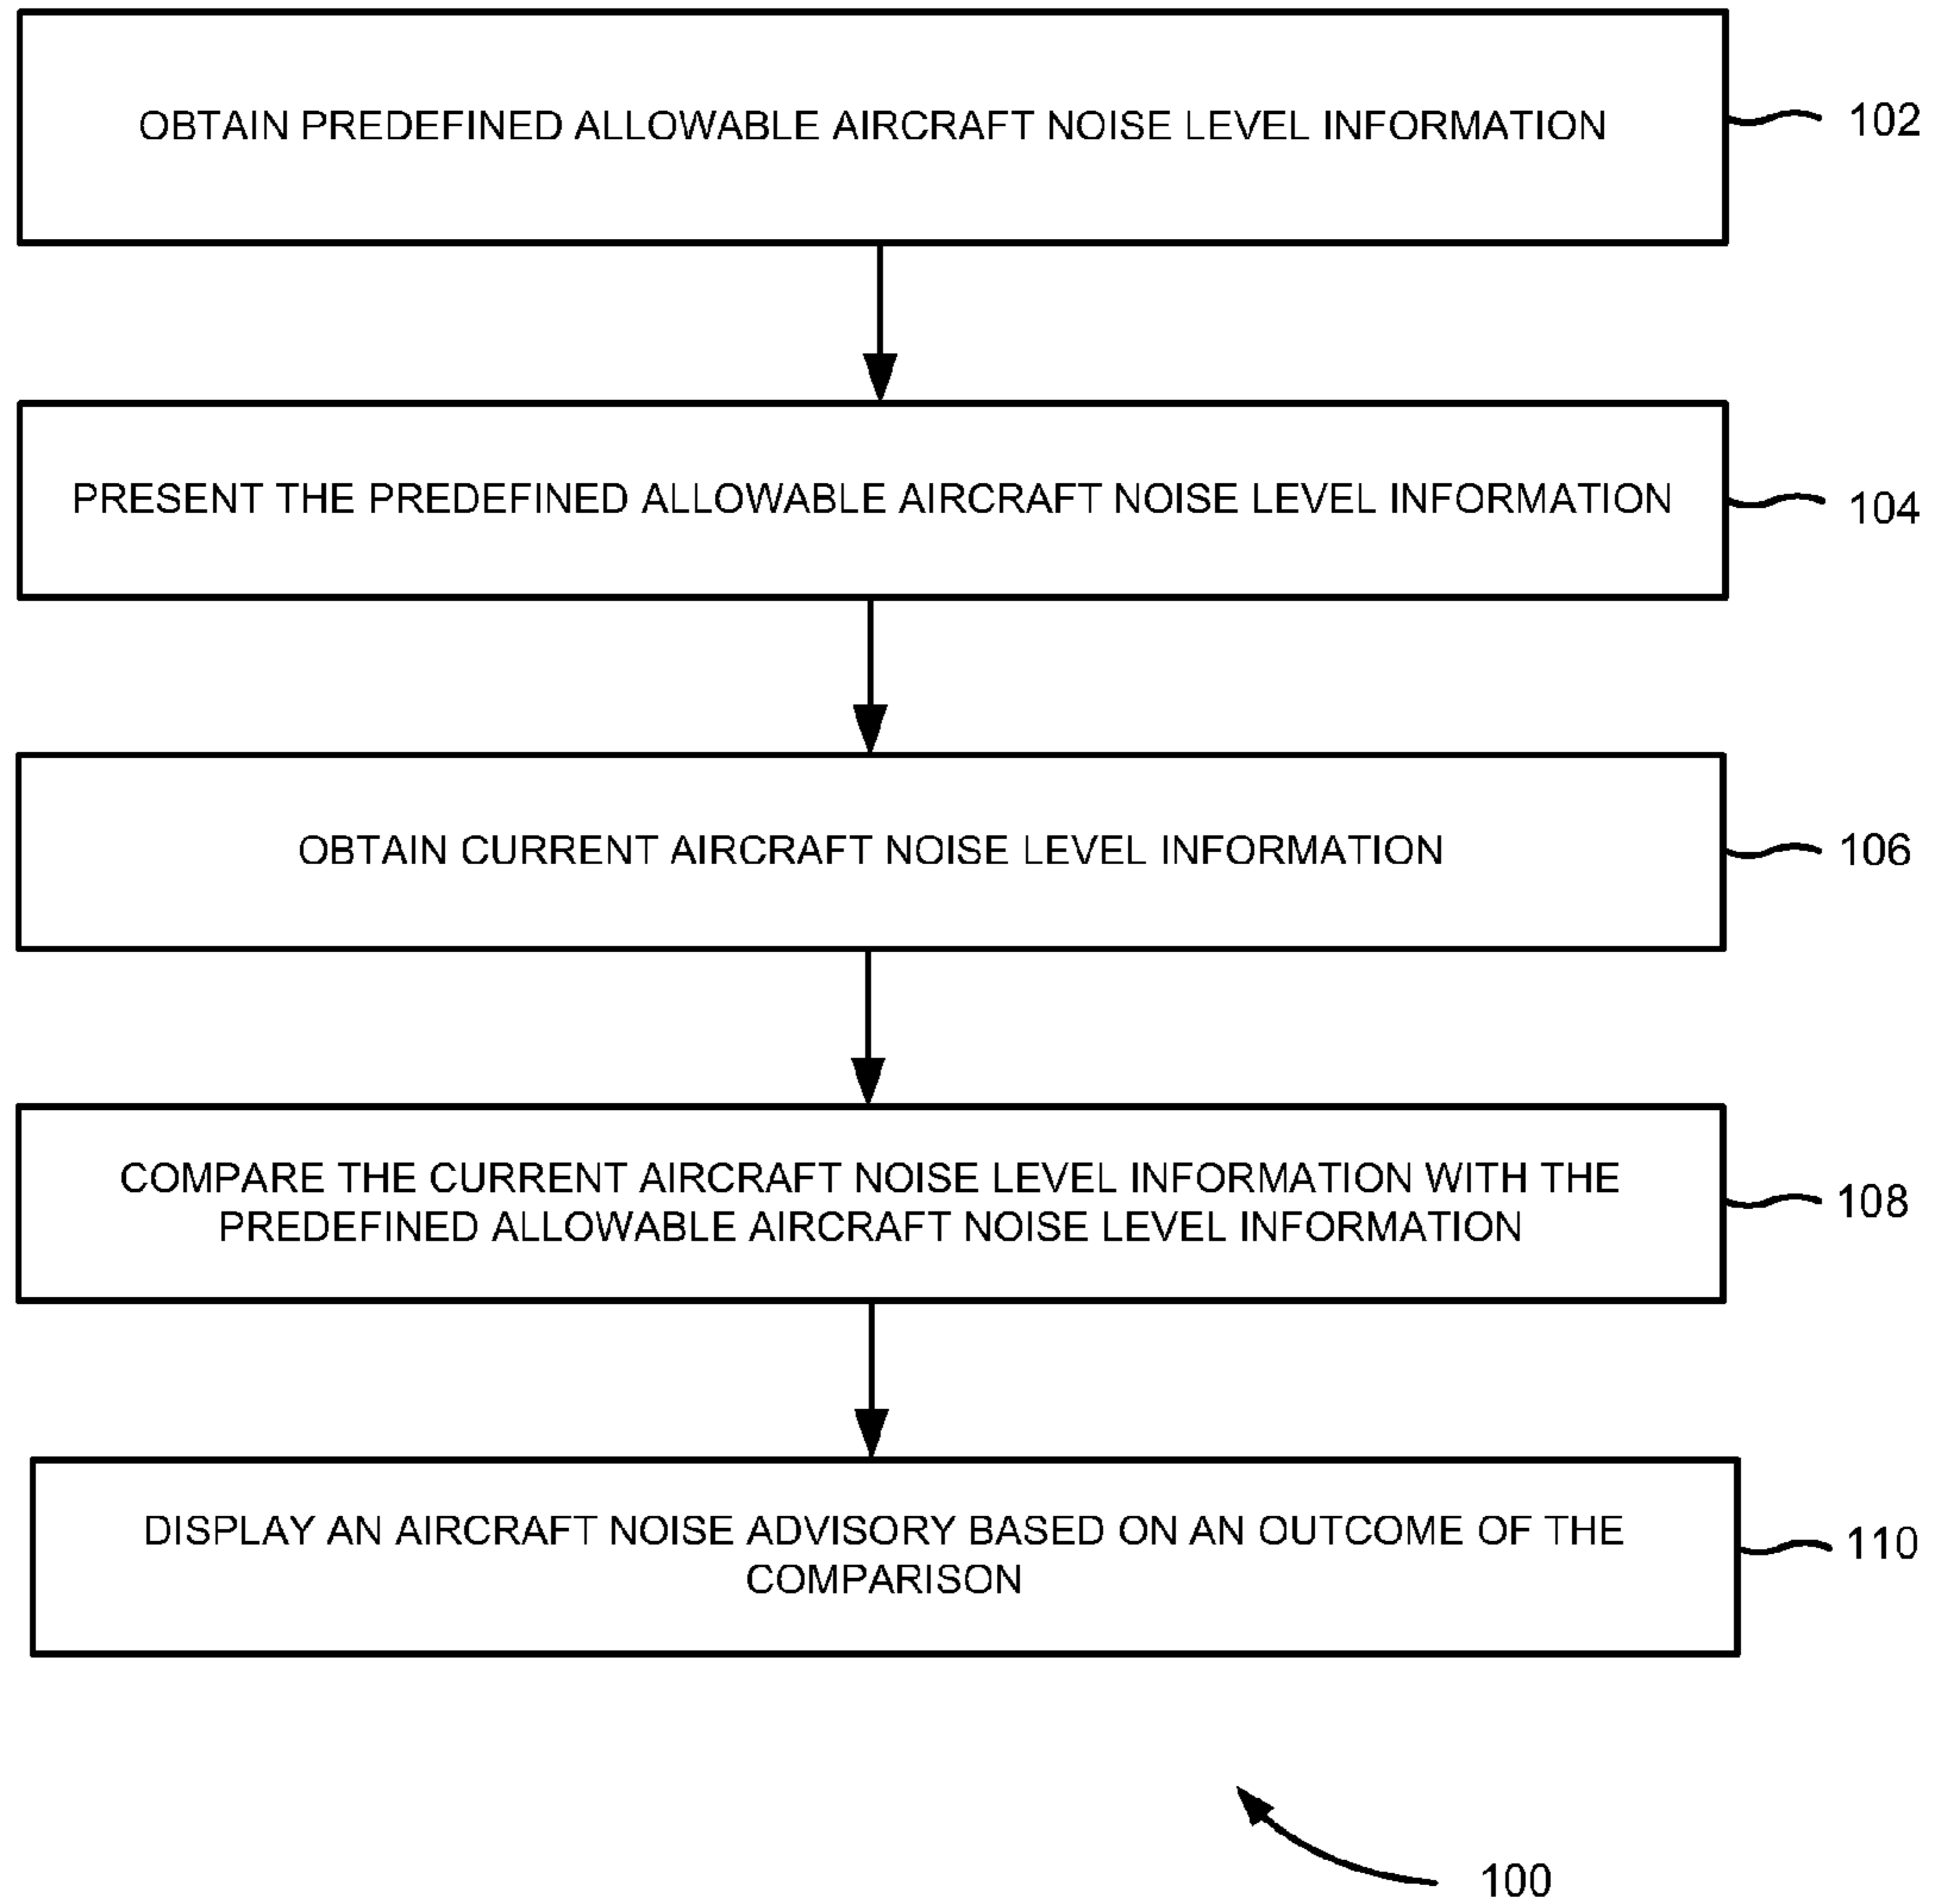 OBTAIN PREDEFINED ALLOWABLE AIRCRAFT NOISE LEVEL INFORMATION
102
PRESENT THE PREDEFINED ALLOWABLE AIRCRAFT NOISE LEVEL INFORMATION
104
OBTAIN CURRENT AIRCRAFT NOISE LEVEL INFORMATION
106
COMPARE THE CURRENT AIRCRAFT NOISE LEVEL INFORMATION WITH THE
PREDEFINED ALLOWABLE AIRCRAFT NOISE LEVEL INFORMATION
108
DISPLAY AN AIRCRAFT NOISE ADVISORY BASED ON AN OUTCOME OF THE
COMPARISON
110
100